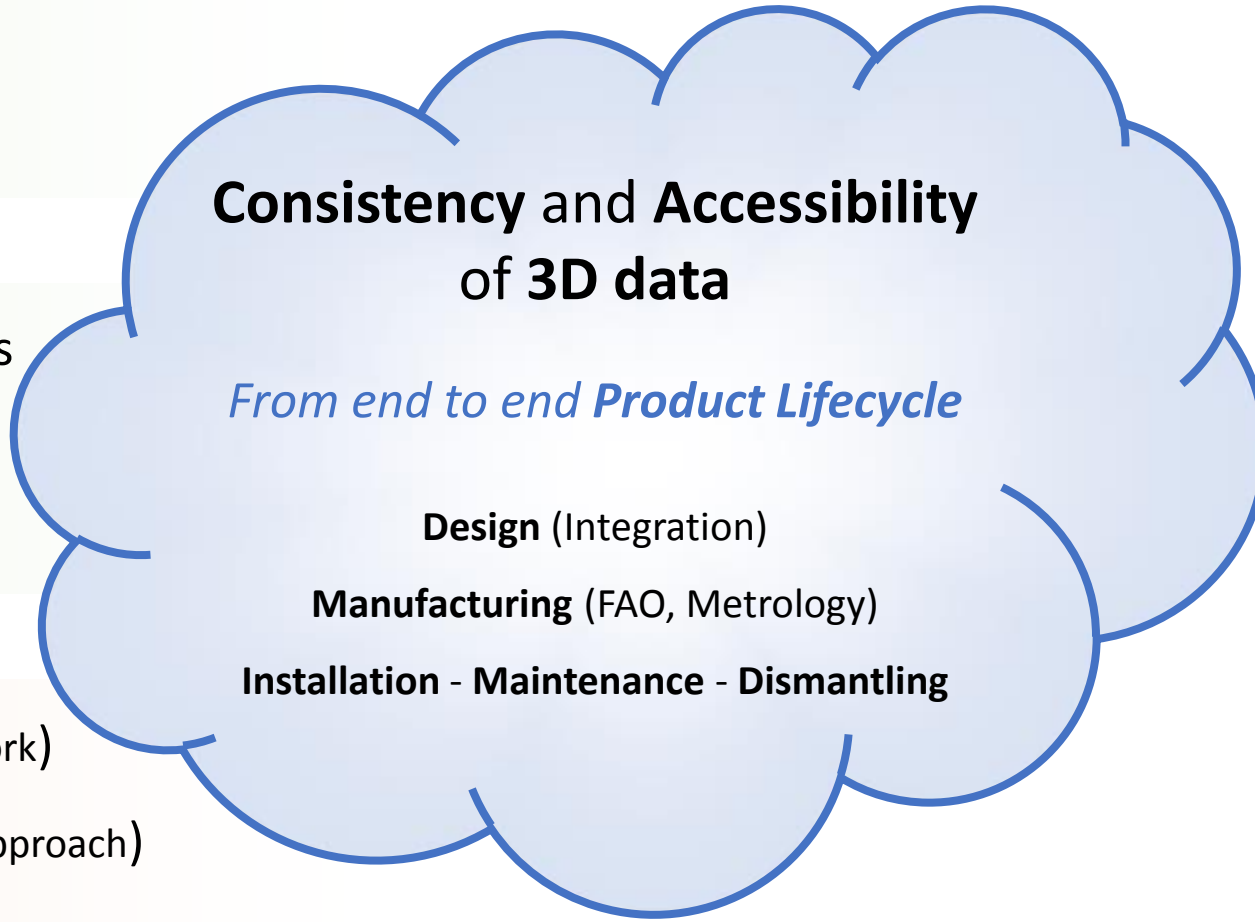 Consistency and Accessibility
of 3D data
s
From end to end Product Lifecycle
Design (Integration)
Manufacturing (FAO, Metrology)
Installation - Maintenance - Dismantling
rk)
proach)